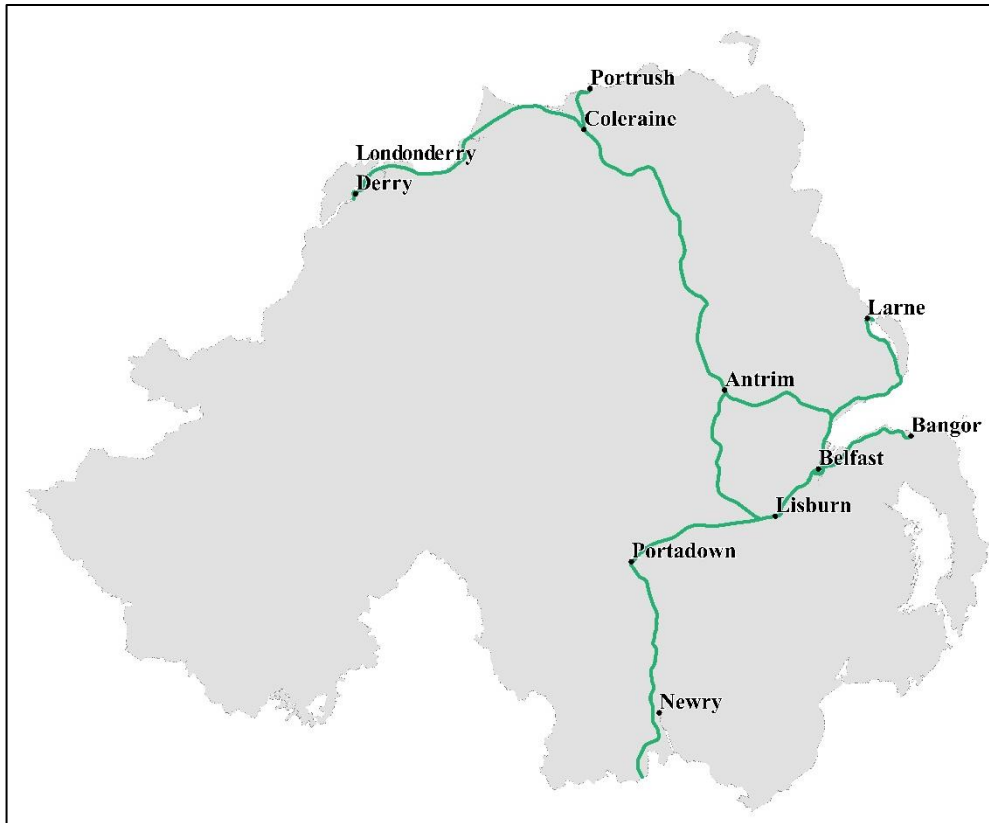 Portrush
Coleraine
Londonderry
Derry
Larne
Antrim
Bangor
Belfast
Lisburn
Portadown
Newry